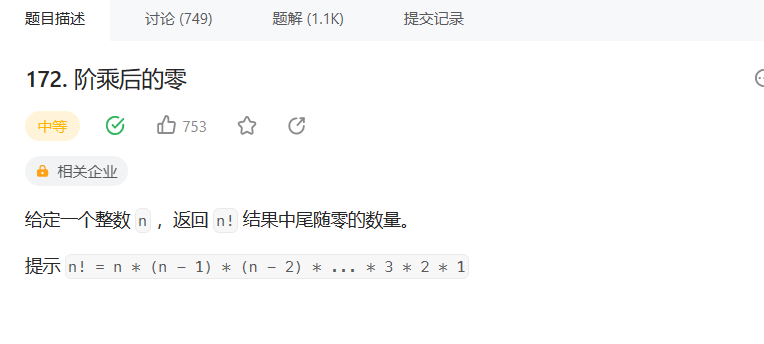 题目描述 讨论 (749) 题解 (1.1K) 提交记录
172. 阶乘后的零
中等 753
相关企业
给定一个整数 n ，返回 n! 结果中尾随零的数量。
提示 n! = n * (n - 1) * (n - 2) * ... * 3 * 2 * 1